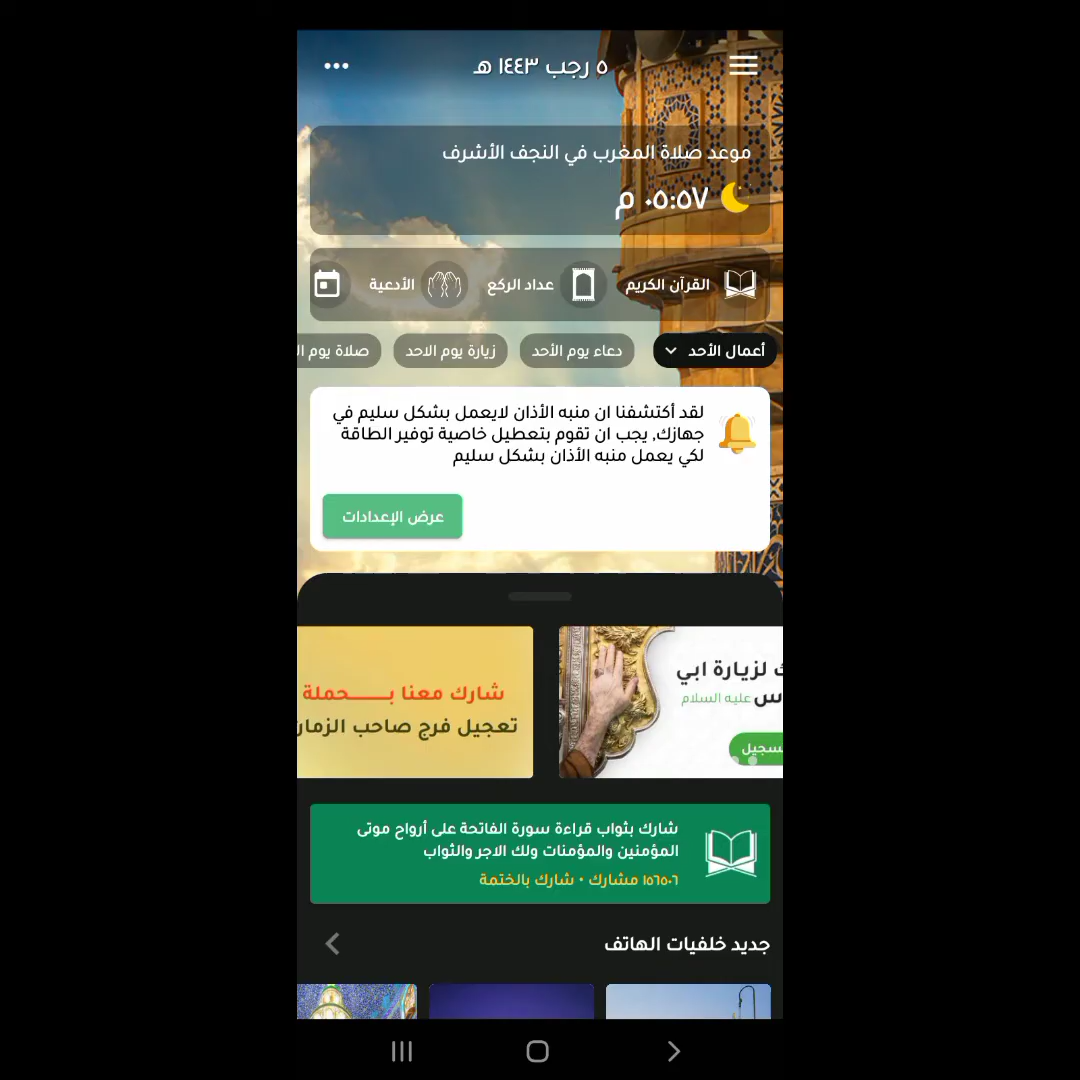 ٥ رجب ١٤٤٣ هـ
موعد صلاة المغرب في النجف الأشرف
٠٥:٥٧ م
القرآن الكريم
عداد الركع
الأدعية
أعمال الأحد
دعاء يوم الأحد
زيارة يوم الاحد
صلاة يوم
لقد أكتشفنا ان منبه الأذان لايعمل بشكل سليم في
جهازك, يجب ان تقوم بتعطيل خاصية توفير الطاقة
لكي يعمل منبه الأذان بشكل سليم
عرض الإعدادات
لزيارة ابي
عليه السلام
شارك معنا بـــــحملة
تعجيل فرج صاحب الزمان
شارك بثواب قراءة سورة الفاتحة على أرواح موتى
المؤمنين والمؤمنات ولك الاجر والثواب
١٥٦٥٠٦ مشارك • شارك بالختمة
جديد خلفيات الهاتف